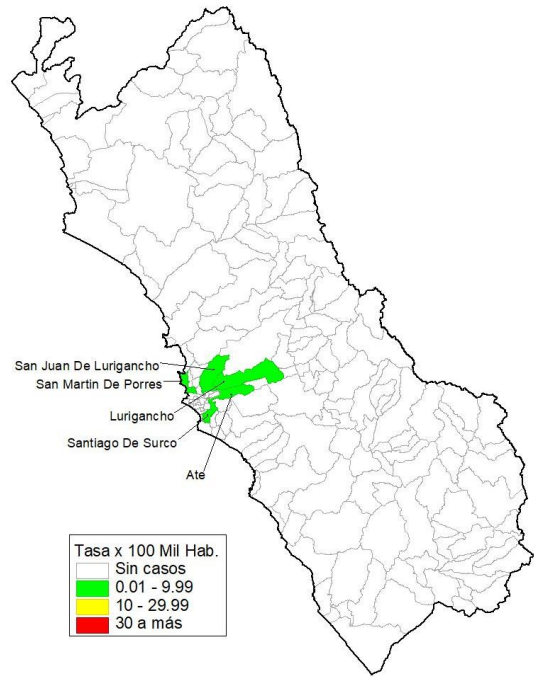 San Juan De Lurigancho
San Martin De Porres
Lurigancho
Santiago De Surco
Ate
Tasa x 100 Mil Hab.
Sin casos
0.01 - 9.99
10 - 29.99
30 a más